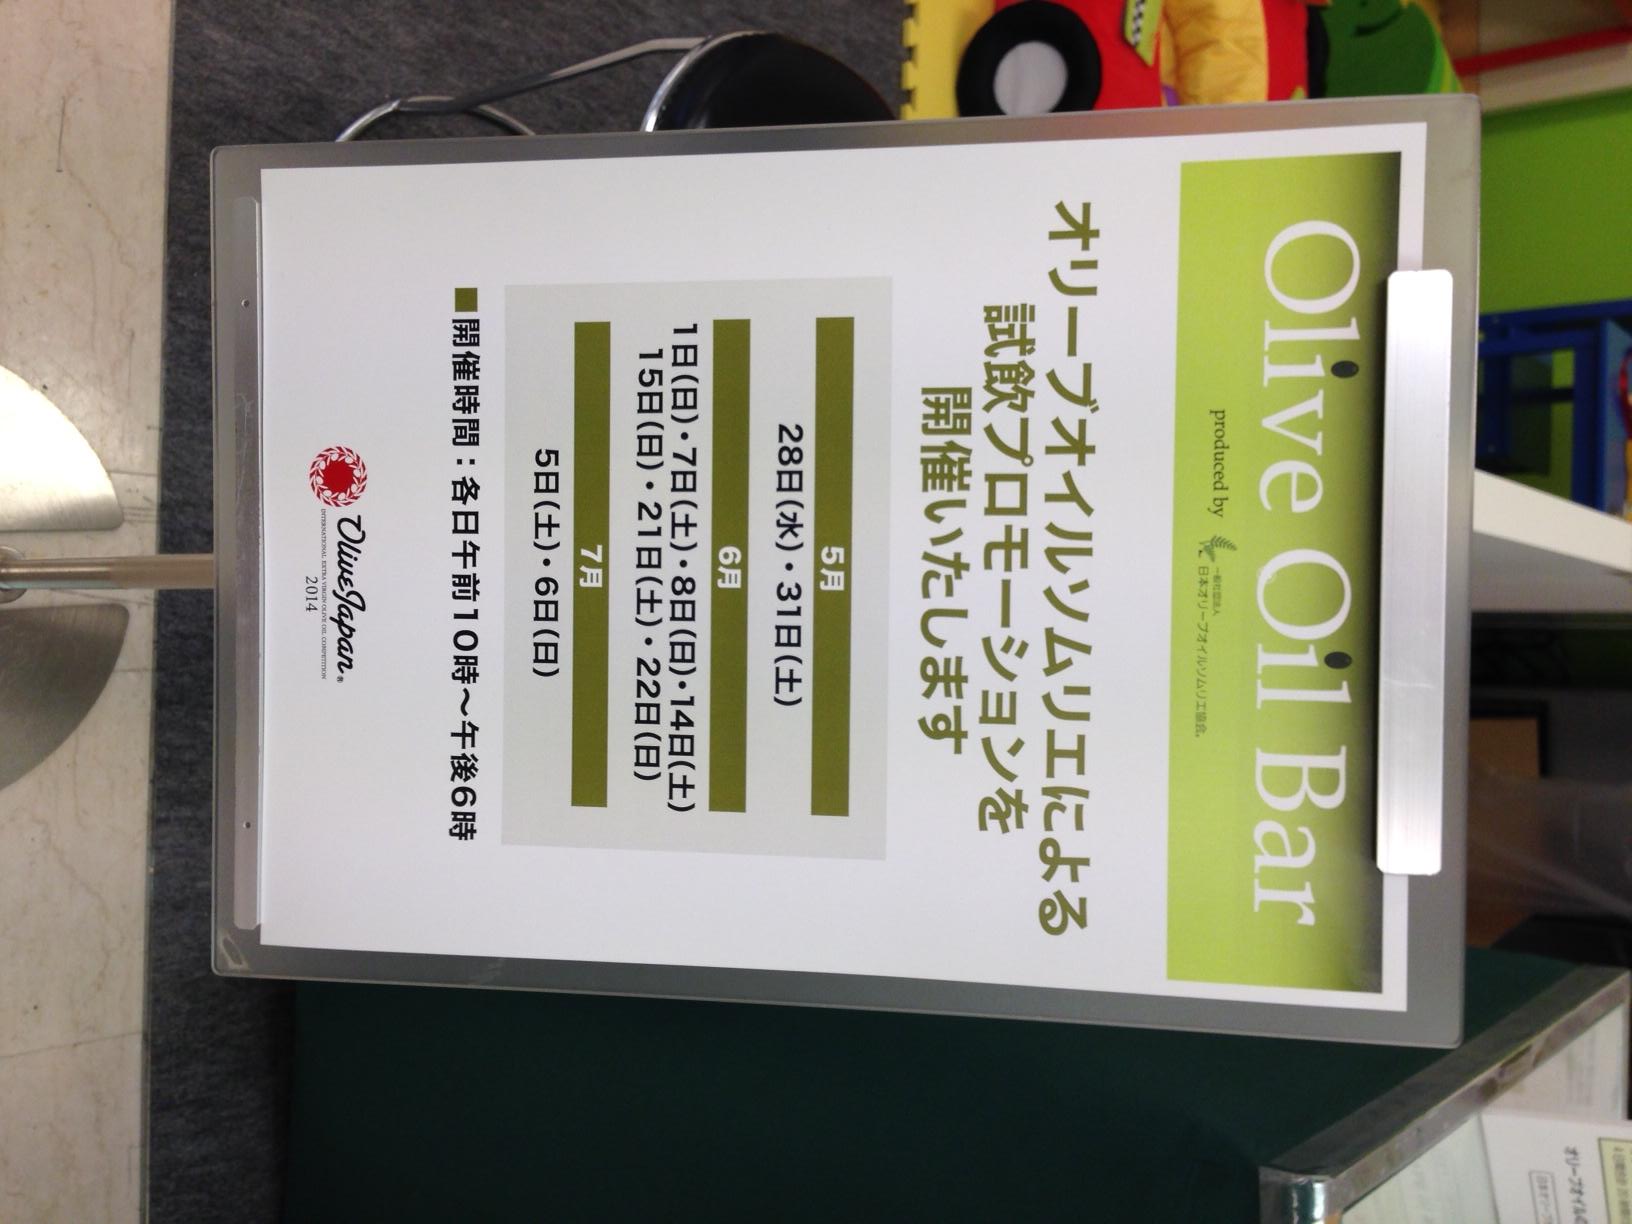 Olive Oil Bar
produced by
一般社団法人
日本オリーブオイルソムリエ協会。
オリーブオイルソムリエによる
試飲プロモーションを
開催いたします
5月
28日(水)・31日(土)
6月
1日(日)・7日(土)・8日(日)・14日(土)
15日(日)・21日(土)・22日(日)
7月
5日(土)・6日(日)
■開催時間：各日午前10時〜午後6時
OliveJapan®
INTERNATIONAL EXTRA VIRGIN OLIVE OIL COMPETITION
2014